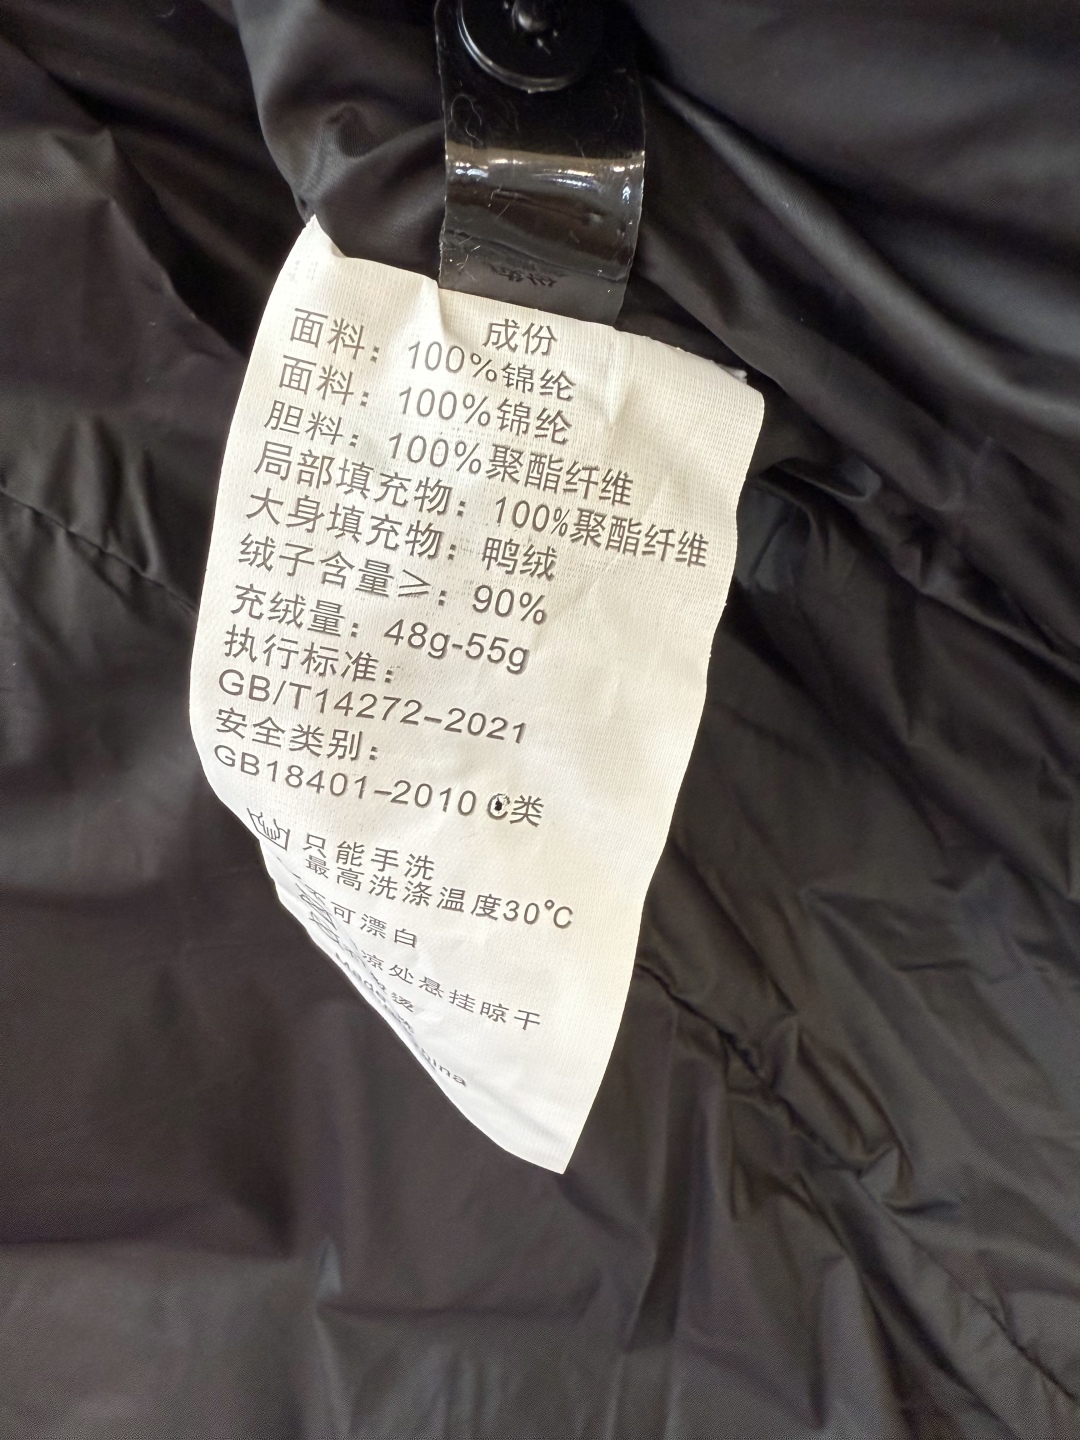 成份
面料：100%锦纶
面料：100%锦纶
胆料：100%聚酯纤维
局部填充物：100%聚酯纤维
大身填充物：鸭绒
绒子含量≥：90%
充绒量：48g-55g
执行标准：
GB/T14272-2021
安全类别：
GB18401-2010 C类
只能手洗
最高洗涤温度30℃
可漂白
凉处悬挂晾干
烫